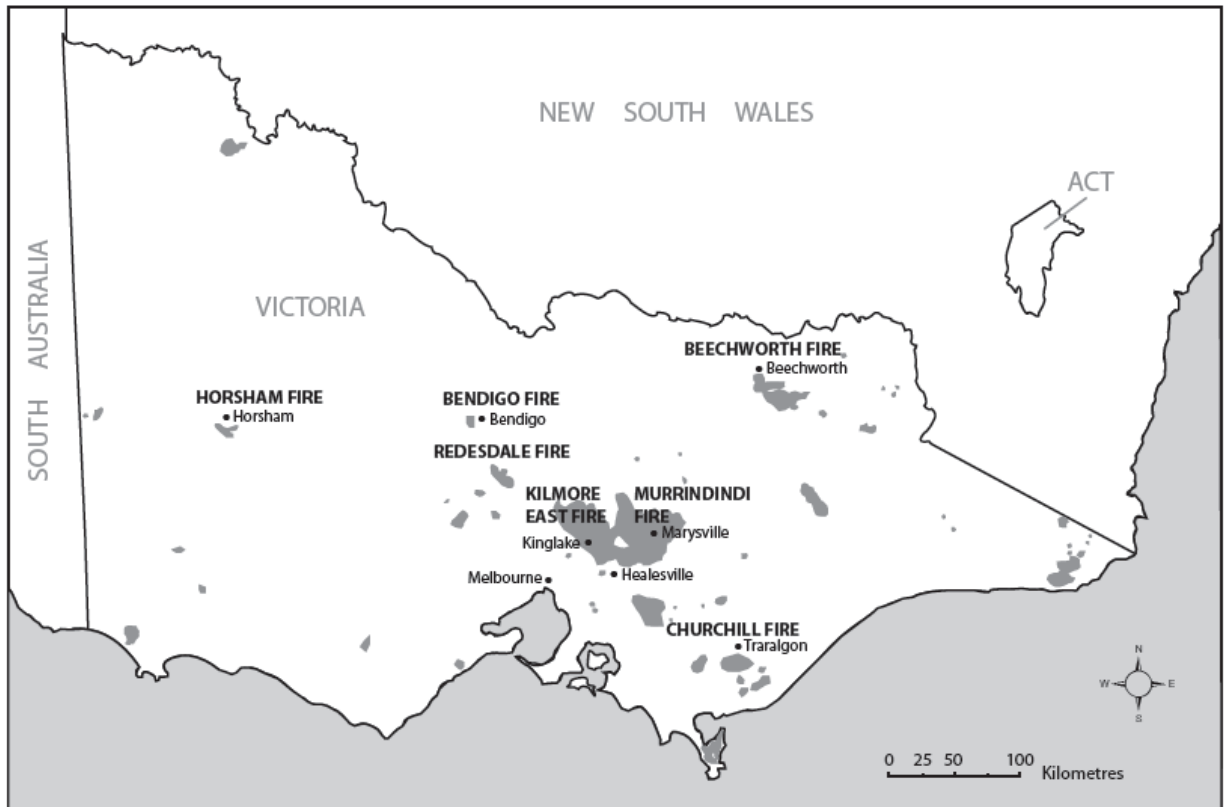 NEW SOUTH WALES
ACT
SOUTH AUSTRALIA
VICTORIA
BEECHWORTH FIRE
Beechworth
HORSHAM FIRE
Horsham
BENDIGO FIRE
Bendigo
REDESDALE FIRE
KILMORE
EAST FIRE
MURRINDINDI
FIRE
Kinglake
Marysville
Melbourne
Healesville
CHURCHILL FIRE
Traralgon
N
W
E
S
0 25 50 100
Kilometres